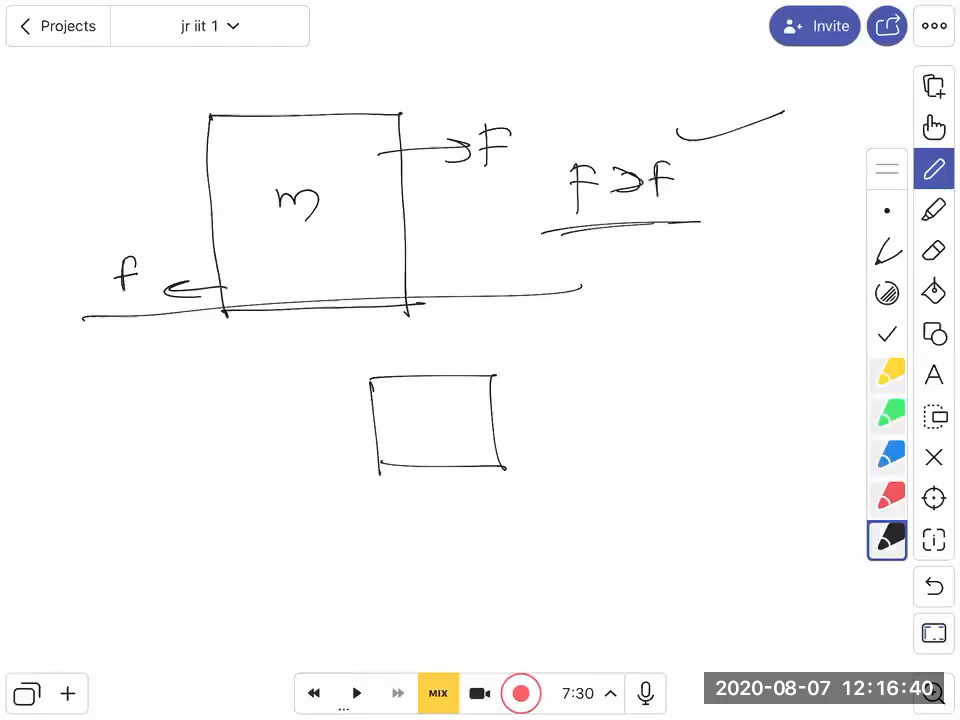 Projects
jr iit 1
Invite
F
m
F > f
f
A
MIX
7:30
2020-08-07 12:16:40